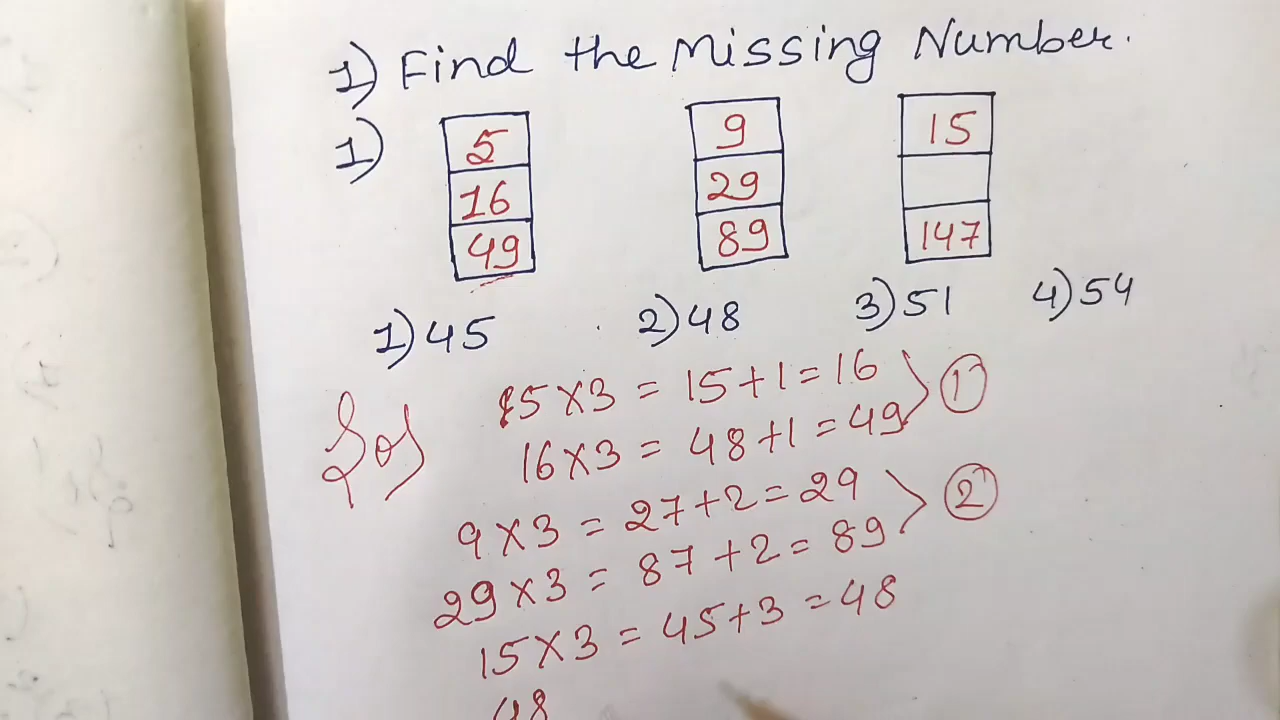 1) Find the Missing Number.
1)
5 9 15
16 29
49 89 147
1) 45 2) 48 3) 51 4) 54
Sol 5×3 = 15+1 = 16
16×3 = 48+1 = 49 1
9×3 = 27+2 = 29
29×3 = 87+2 = 89 2
15×3 = 45+3 = 48
48